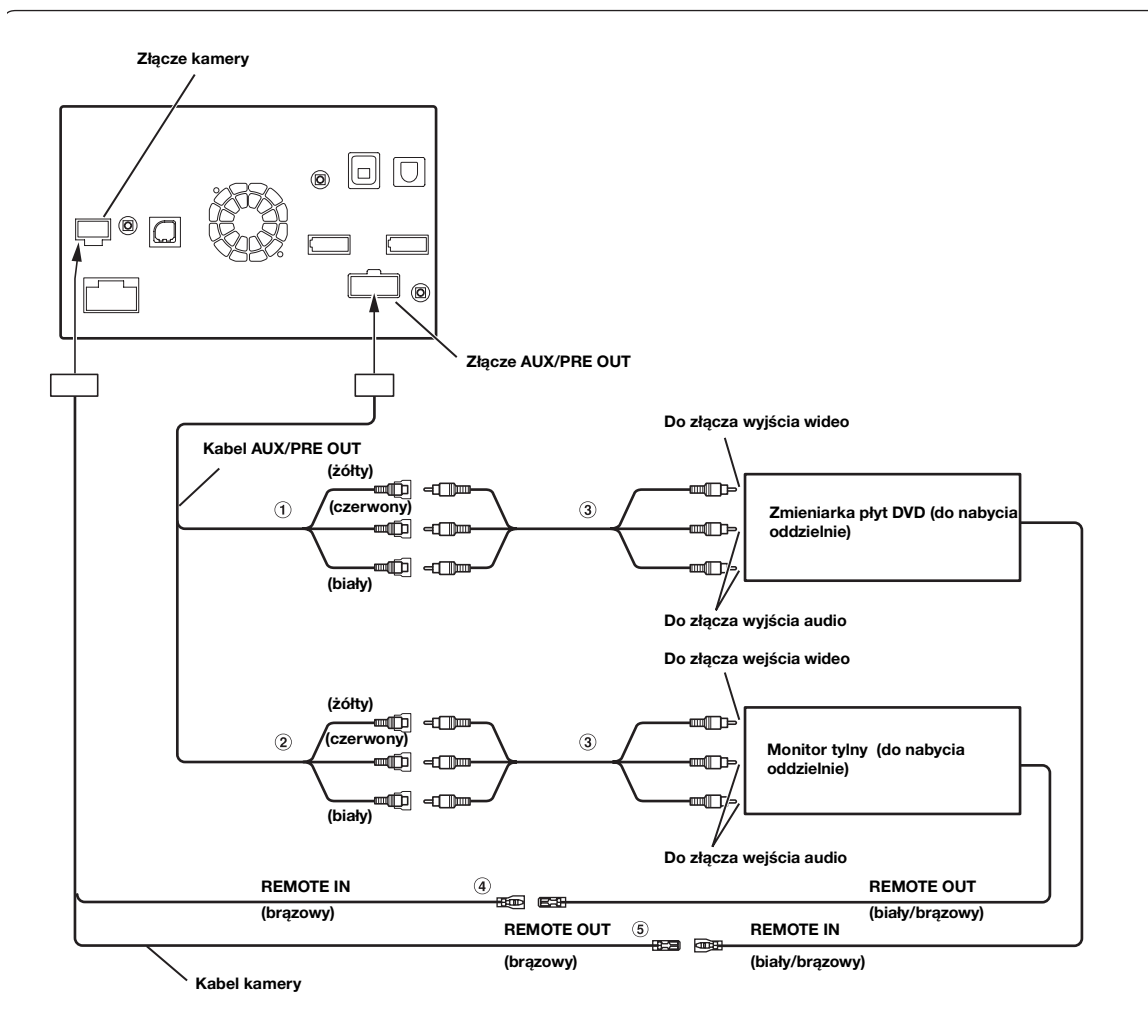 Złącze kamery
Złącze AUX/PRE OUT
Do złącza wyjścia wideo
Kabel AUX/PRE OUT
(żółty)
(czerwony)
①
③
Zmieniarka płyt DVD (do nabycia
oddzielnie)
(biały)
Do złącza wyjścia audio
Do złącza wejścia wideo
(żółty)
(czerwony)
②
③
Monitor tylny (do nabycia
oddzielnie)
(biały)
Do złącza wejścia audio
REMOTE IN
④
REMOTE OUT
(brązowy)
(biały/brązowy)
REMOTE OUT
⑤
REMOTE IN
(brązowy)
(biały/brązowy)
Kabel kamery